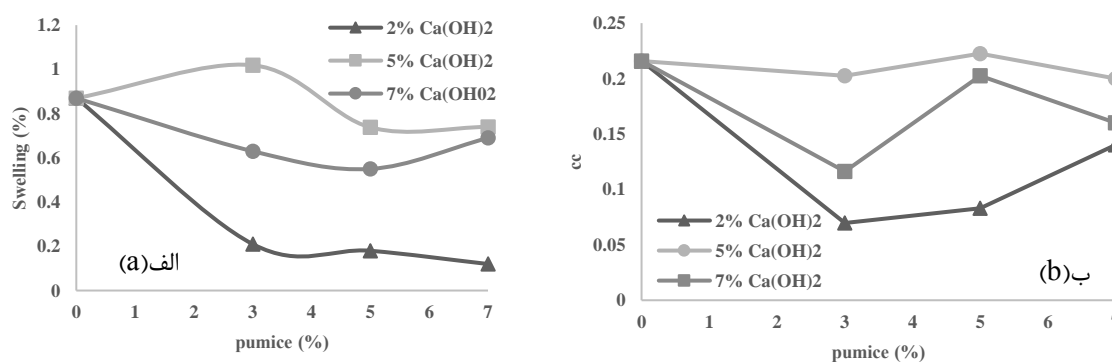 1.2
1
0.8
0.6
0.4
0.2
0
Swelling (%)
2% Ca(OH)2
5% Ca(OH)2
7% Ca(OH02
(a)الف
0 1 2 3 4 5 6 7
pumice (%)
0.25
0.2
0.15
0.1
0.05
0
cc
2% Ca(OH)2
5% Ca(OH)2
7% Ca(OH)2
(b)ب
0 1 2 3 4 5 6
pumice (%)